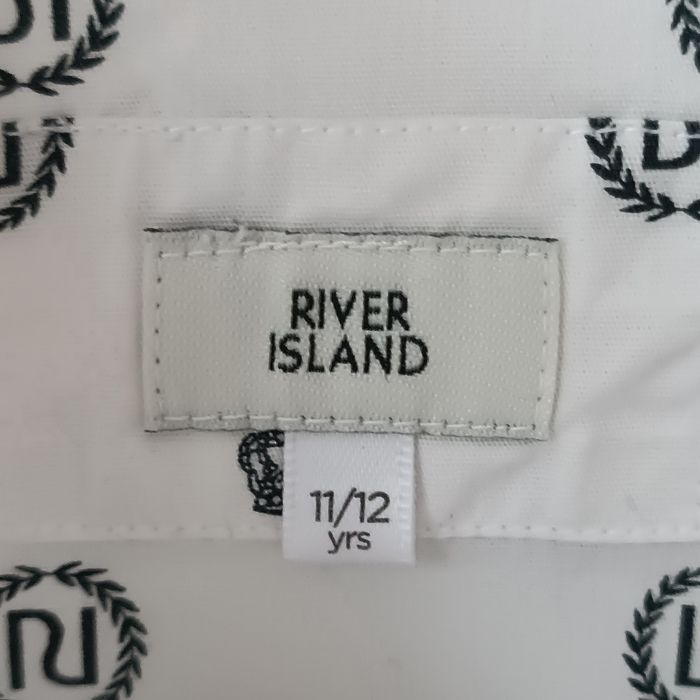 RIVER
ISLAND
11/12
yrs